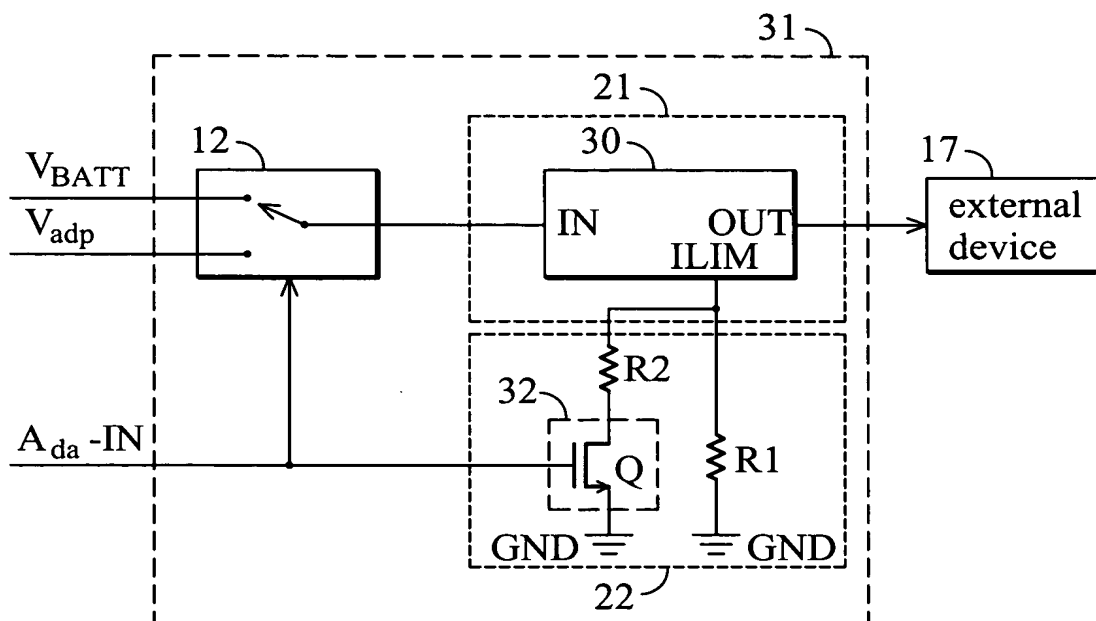 31
21
12
30
17
V_BATT
V_adp
IN
OUT
ILIM
external
device
R2
32
A_da -IN
Q
R1
GND
GND
22